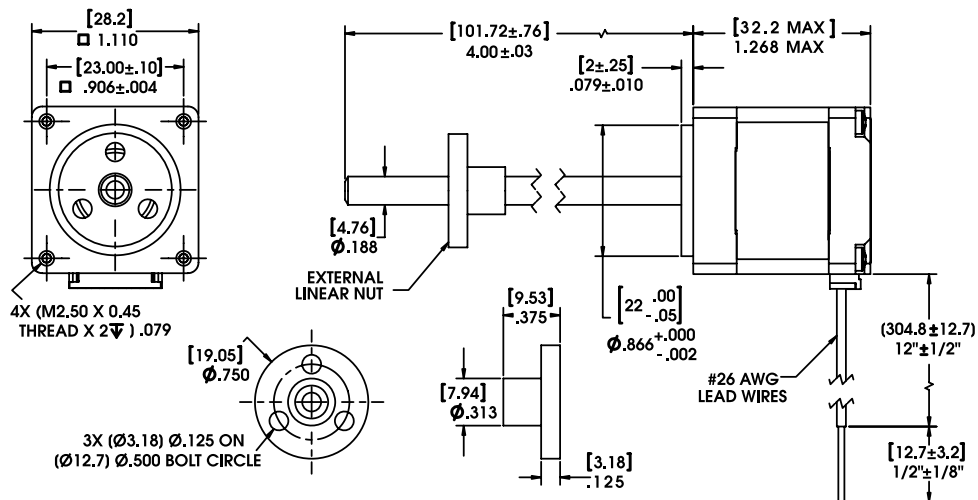 [28.2]
□ 1.110
[23.00±.10]
□ .906±.004
4X (M2.50 X 0.45
THREAD X 2↧) .079
[101.72±.76]
4.00±.03
[32.2 MAX]
1.268 MAX
[2±.25]
.079±.010
[4.76]
Ø.188
EXTERNAL
LINEAR NUT
[22 .00
-.05]
Ø.866+.000
-.002
(304.8±12.7)
12"±1/2"
#26 AWG
LEAD WIRES
[12.7±3.2]
1/2"±1/8"
[19.05]
Ø.750
3X (Ø3.18) Ø.125 ON
(Ø12.7) Ø.500 BOLT CIRCLE
[9.53]
.375
[7.94]
Ø.313
[3.18]
.125